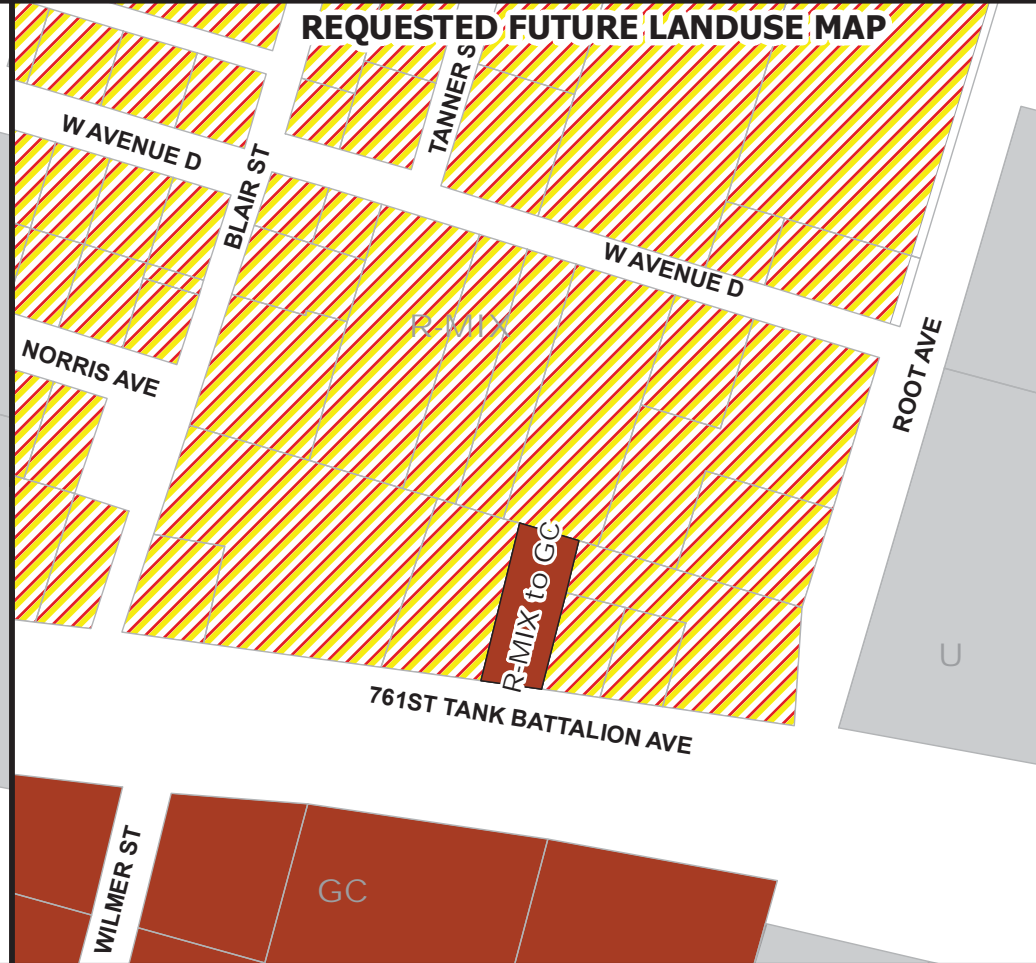 REQUESTED FUTURE LANDUSE MAP
TANNER S
W AVENUE D
BLAIR ST
W AVENUE D
R-MIX
NORRIS AVE
ROOT AVE
R-MIX to GC
U
761ST TANK BATTALION AVE
WILMER ST
GC